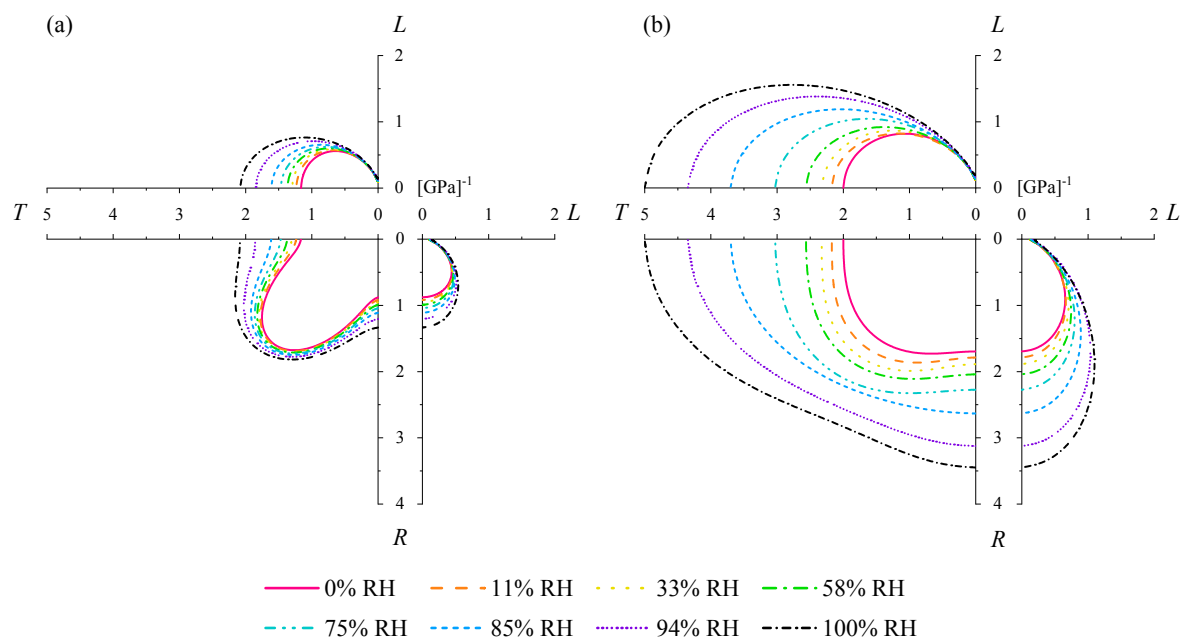 (a) L (b) L
2 2
1 1
0 [GPa]⁻¹ 0 [GPa]⁻¹
T 5 4 3 2 1 0 0 1 2 L T 5 4 3 2 1 0 0 1 2 L
0 0
1 1
2 2
3 3
4 4
R R
0% RH 11% RH 33% RH 58% RH
75% RH 85% RH 94% RH 100% RH